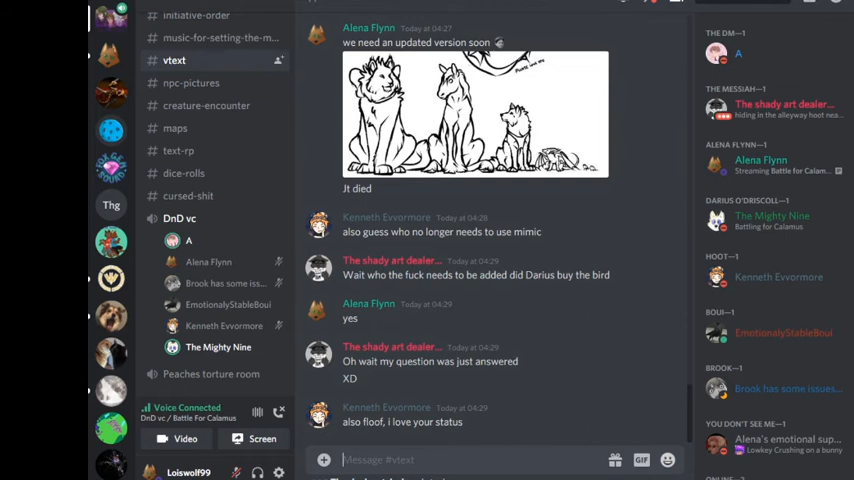 initiative-order
music-for-setting-the-m...
vtext
npc-pictures
creature-encounter
maps
text-rp
dice-rolls
cursed-shit
DnD vc
A
Alena Flynn
Brook has some iss...
EmotionalyStableBoui
Kenneth Evvormore
The Mighty Nine
Peaches torture room
Voice Connected
DnD vc / Battle For Calamus
Video
Screen
Loiswolf99
Thg
Alena Flynn Today at 04:27
we need an updated version soon
Jt died
Kenneth Evvormore Today at 04:28
also guess who no longer needs to use mimic
The shady art dealer... Today at 04:29
Wait who the fuck needs to be added did Darius buy the bird
Alena Flynn Today at 04:29
yes
The shady art dealer... Today at 04:29
Oh wait my question was just answered
XD
Kenneth Evvormore Today at 04:29
also floof, i love your status
Message #vtext
GIF
THE DM—1
A
THE MESSIAH—1
The shady art dealer...
hiding in the alleyway hoot nea...
ALENA FLYNN—1
Alena Flynn
Streaming Battle for Calam...
DARIUS O'DRISCOLL—1
The Mighty Nine
Battling for Calamus
HOOT—1
Kenneth Evvormore
BOUI—1
EmotionalyStableBoui
BROOK—1
Brook has some issues...
YOU DON'T SEE ME—1
Alena's emotional sup...
Lowkey Crushing on a bunny